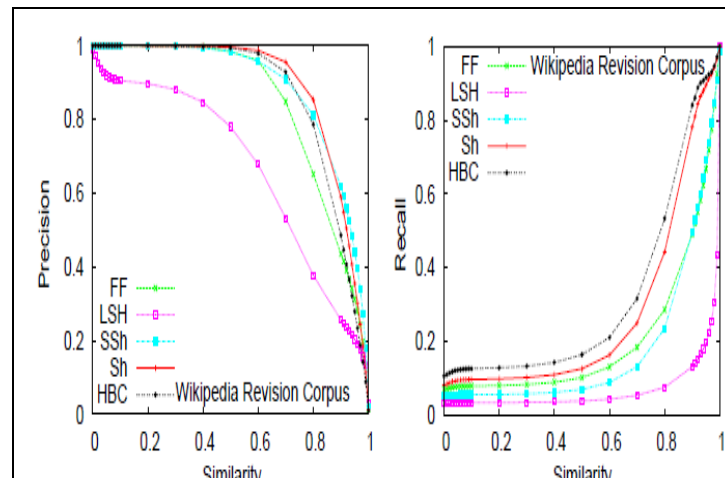 1
0.8
0.6
0.4
0.2
0
Precision
FF
LSH
SSh
Sh
HBC
Wikipedia Revision Corpus
0 0.2 0.4 0.6 0.8 1
Similarity
1
0.8
0.6
0.4
0.2
0
Recall
FF
LSH
SSh
Sh
HBC
Wikipedia Revision Corpus
0 0.2 0.4 0.6 0.8 1
Similarity